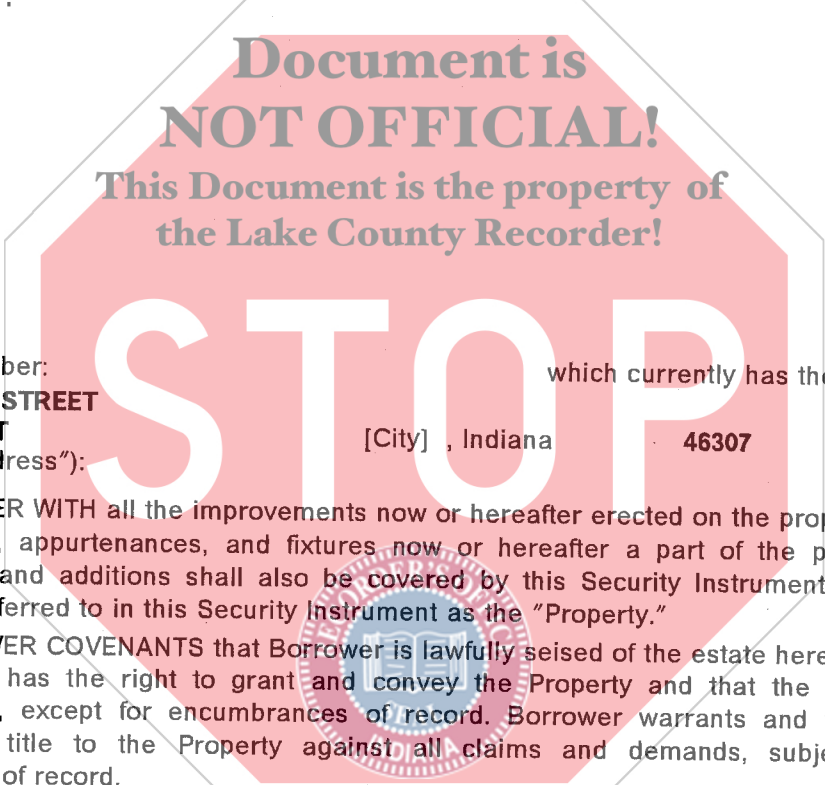 Document is
NOT OFFICIAL!
This Document is the property of
the Lake County Recorder!
STOP
ber: which currently has the
STREET
T
[City] , Indiana 46307
ress"):
ER WITH all the improvements now or hereafter erected on the prop
, appurtenances, and fixtures now or hereafter a part of the p
and additions shall also be covered by this Security Instrument
ferred to in this Security Instrument as the "Property."
ER COVENANTS that Borrower is lawfully seised of the estate here
has the right to grant and convey the Property and that the
, except for encumbrances of record. Borrower warrants and
title to the Property against all claims and demands, subje
of record.
SEAL
INDIANA